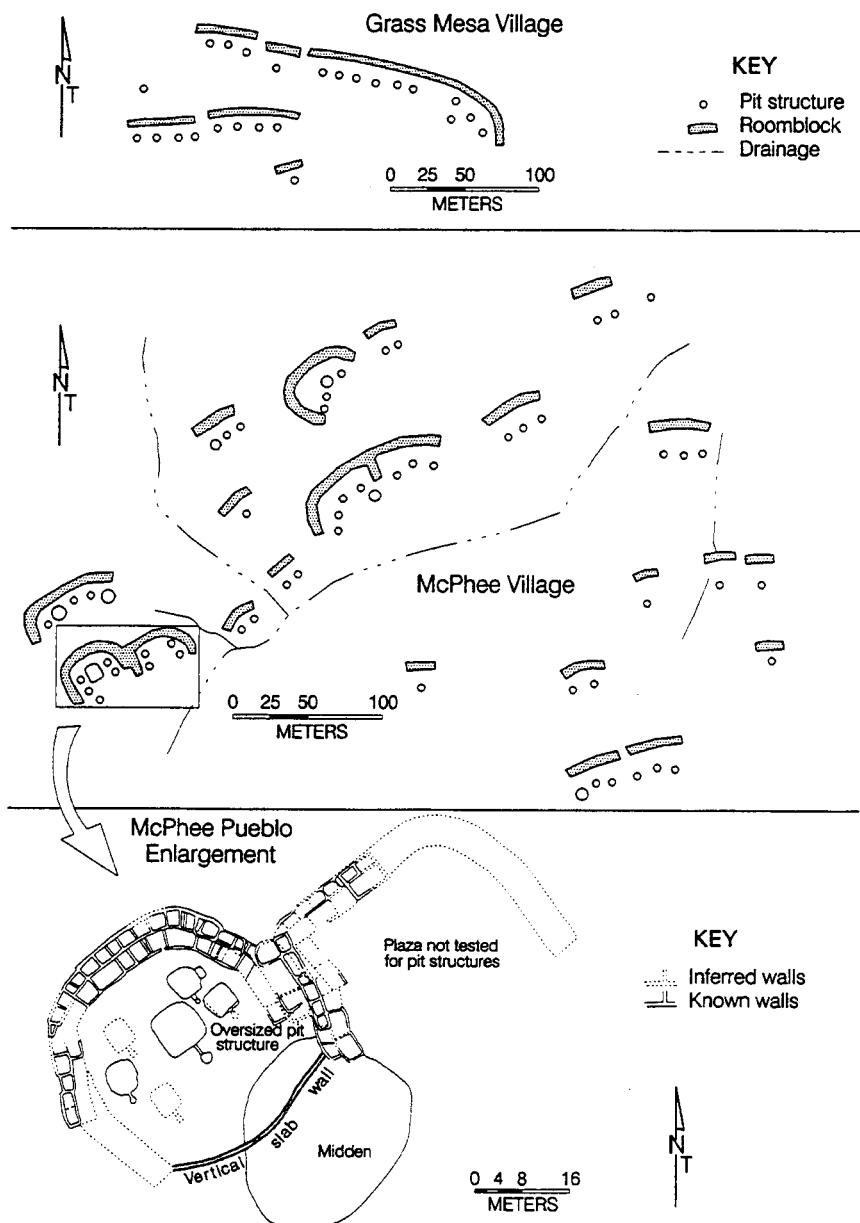 Grass Mesa Village
N
T
KEY
Pit structure
Roomblock
Drainage
0 25 50 100
METERS
N
T
McPhee Village
0 25 50 100
METERS
McPhee Pueblo
Enlargement
Plaza not tested
for pit structures
KEY
Inferred walls
Known walls
Oversized pit
structure
Vertical slab wall
Midden
0 4 8 16
METERS
N
T